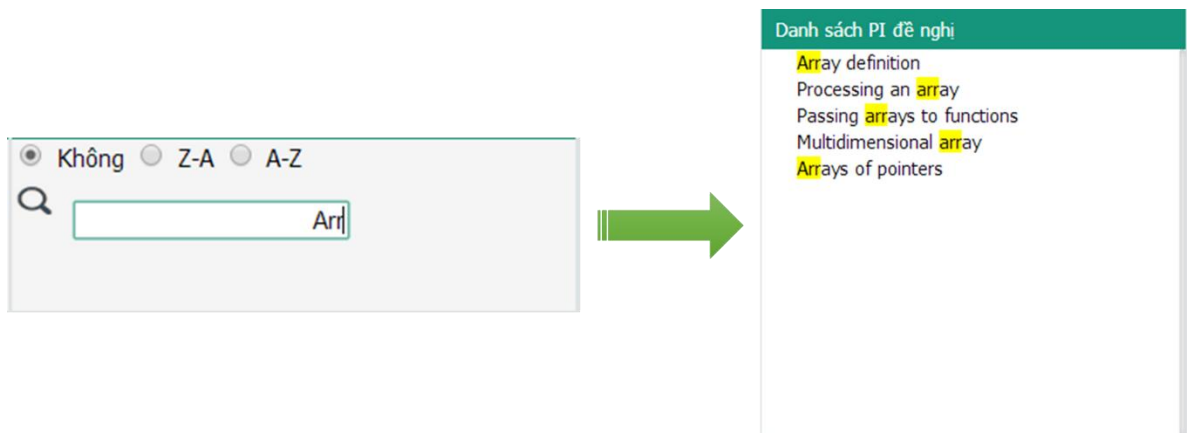 Không Z-A A-Z
Arr
Danh sách PI đề nghị
Array definition
Processing an array
Passing arrays to functions
Multidimensional array
Arrays of pointers